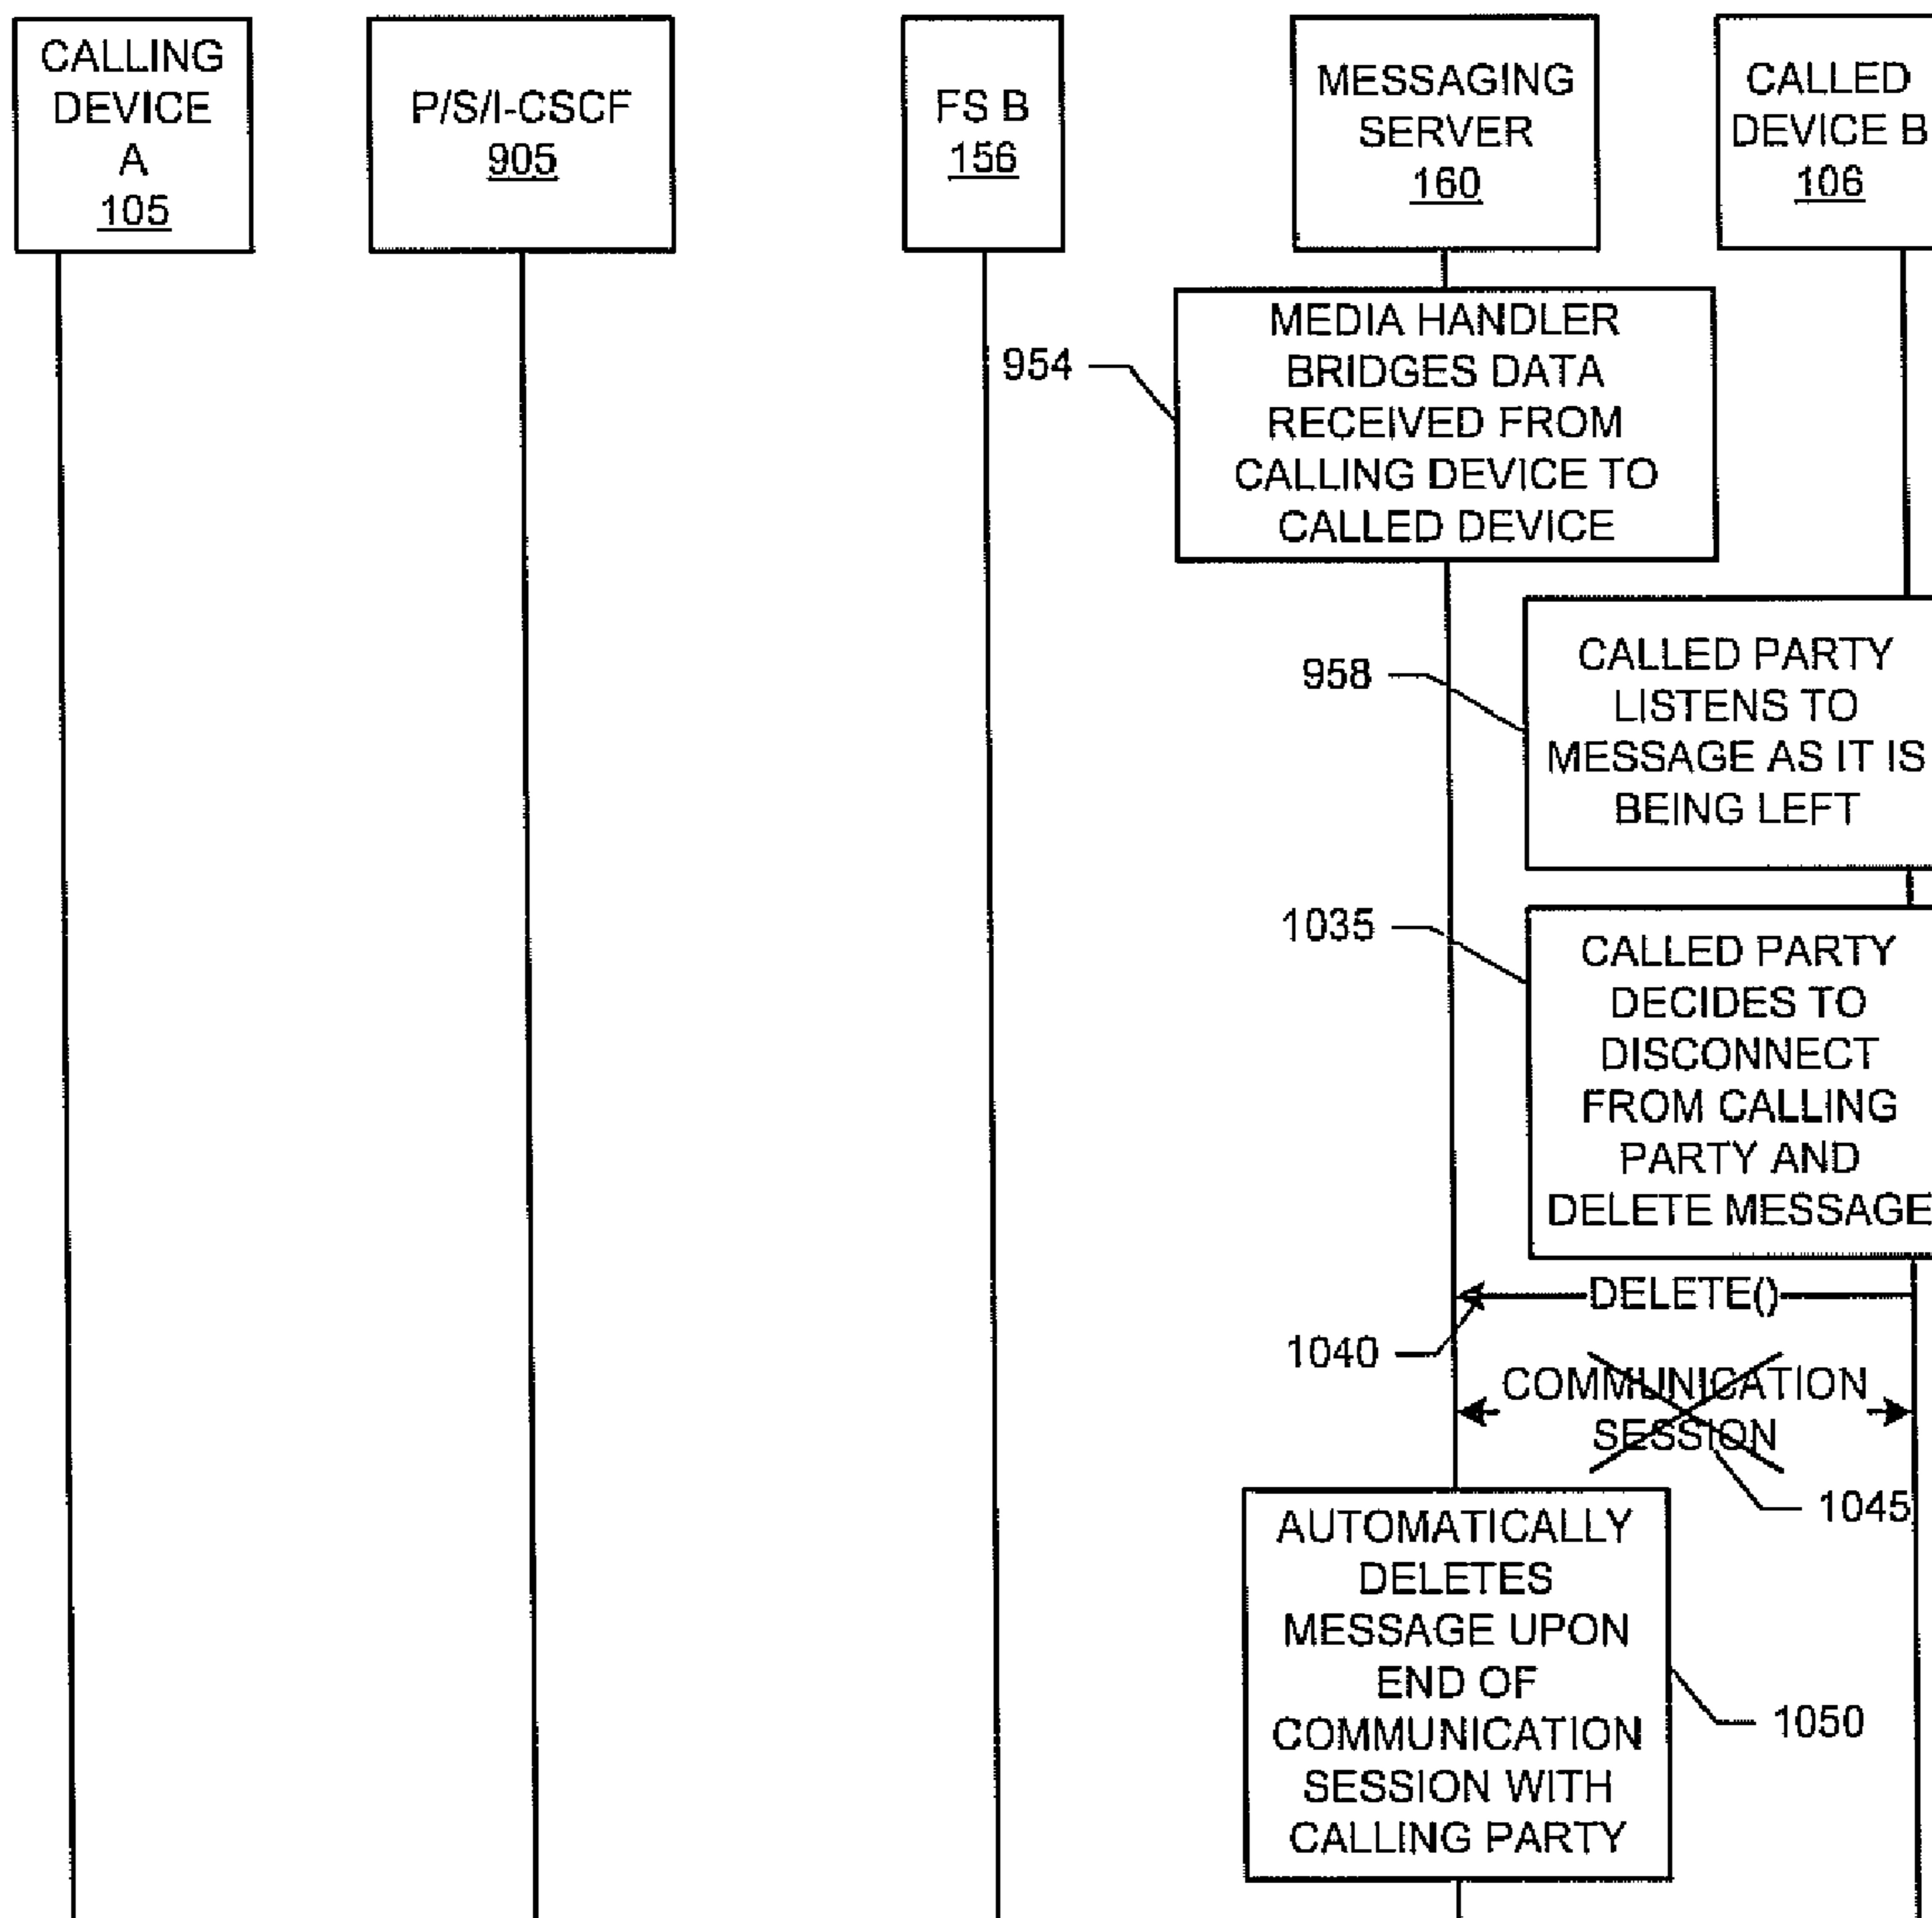 CALLING
DEVICE
A
105
P/S/I-CSCF
905
FS B
156
MESSAGING
SERVER
160
CALLED
DEVICE B
106
954
MEDIA HANDLER
BRIDGES DATA
RECEIVED FROM
CALLING DEVICE TO
CALLED DEVICE
958
CALLED PARTY
LISTENS TO
MESSAGE AS IT IS
BEING LEFT
1035
CALLED PARTY
DECIDES TO
DISCONNECT
FROM CALLING
PARTY AND
DELETE MESSAGE
DELETE()
1040
COMMUNICATION
SESSION
1045
AUTOMATICALLY
DELETES
MESSAGE UPON
END OF
COMMUNICATION
SESSION WITH
CALLING PARTY
1050